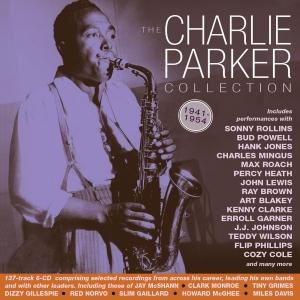 THE
CHARLIE
PARKER
COLLECTION
1941-
1954
Includes
performances with
SONNY ROLLINS
BUD POWELL
HANK JONES
CHARLES MINGUS
MAX ROACH
PERCY HEATH
JOHN LEWIS
RAY BROWN
ART BLAKEY
KENNY CLARKE
ERROLL GARNER
J.J. JOHNSON
TEDDY WILSON
FLIP PHILLIPS
COZY COLE
and many more
137-track 6-CD comprising selected recordings from across his career, leading his own bands
and with other leaders. Including those of JAY McSHANN • CLARK MONROE • TINY GRIMES
DIZZY GILLESPIE • RED NORVO • SLIM GAILLARD • HOWARD McGHEE • MILES DAVIS